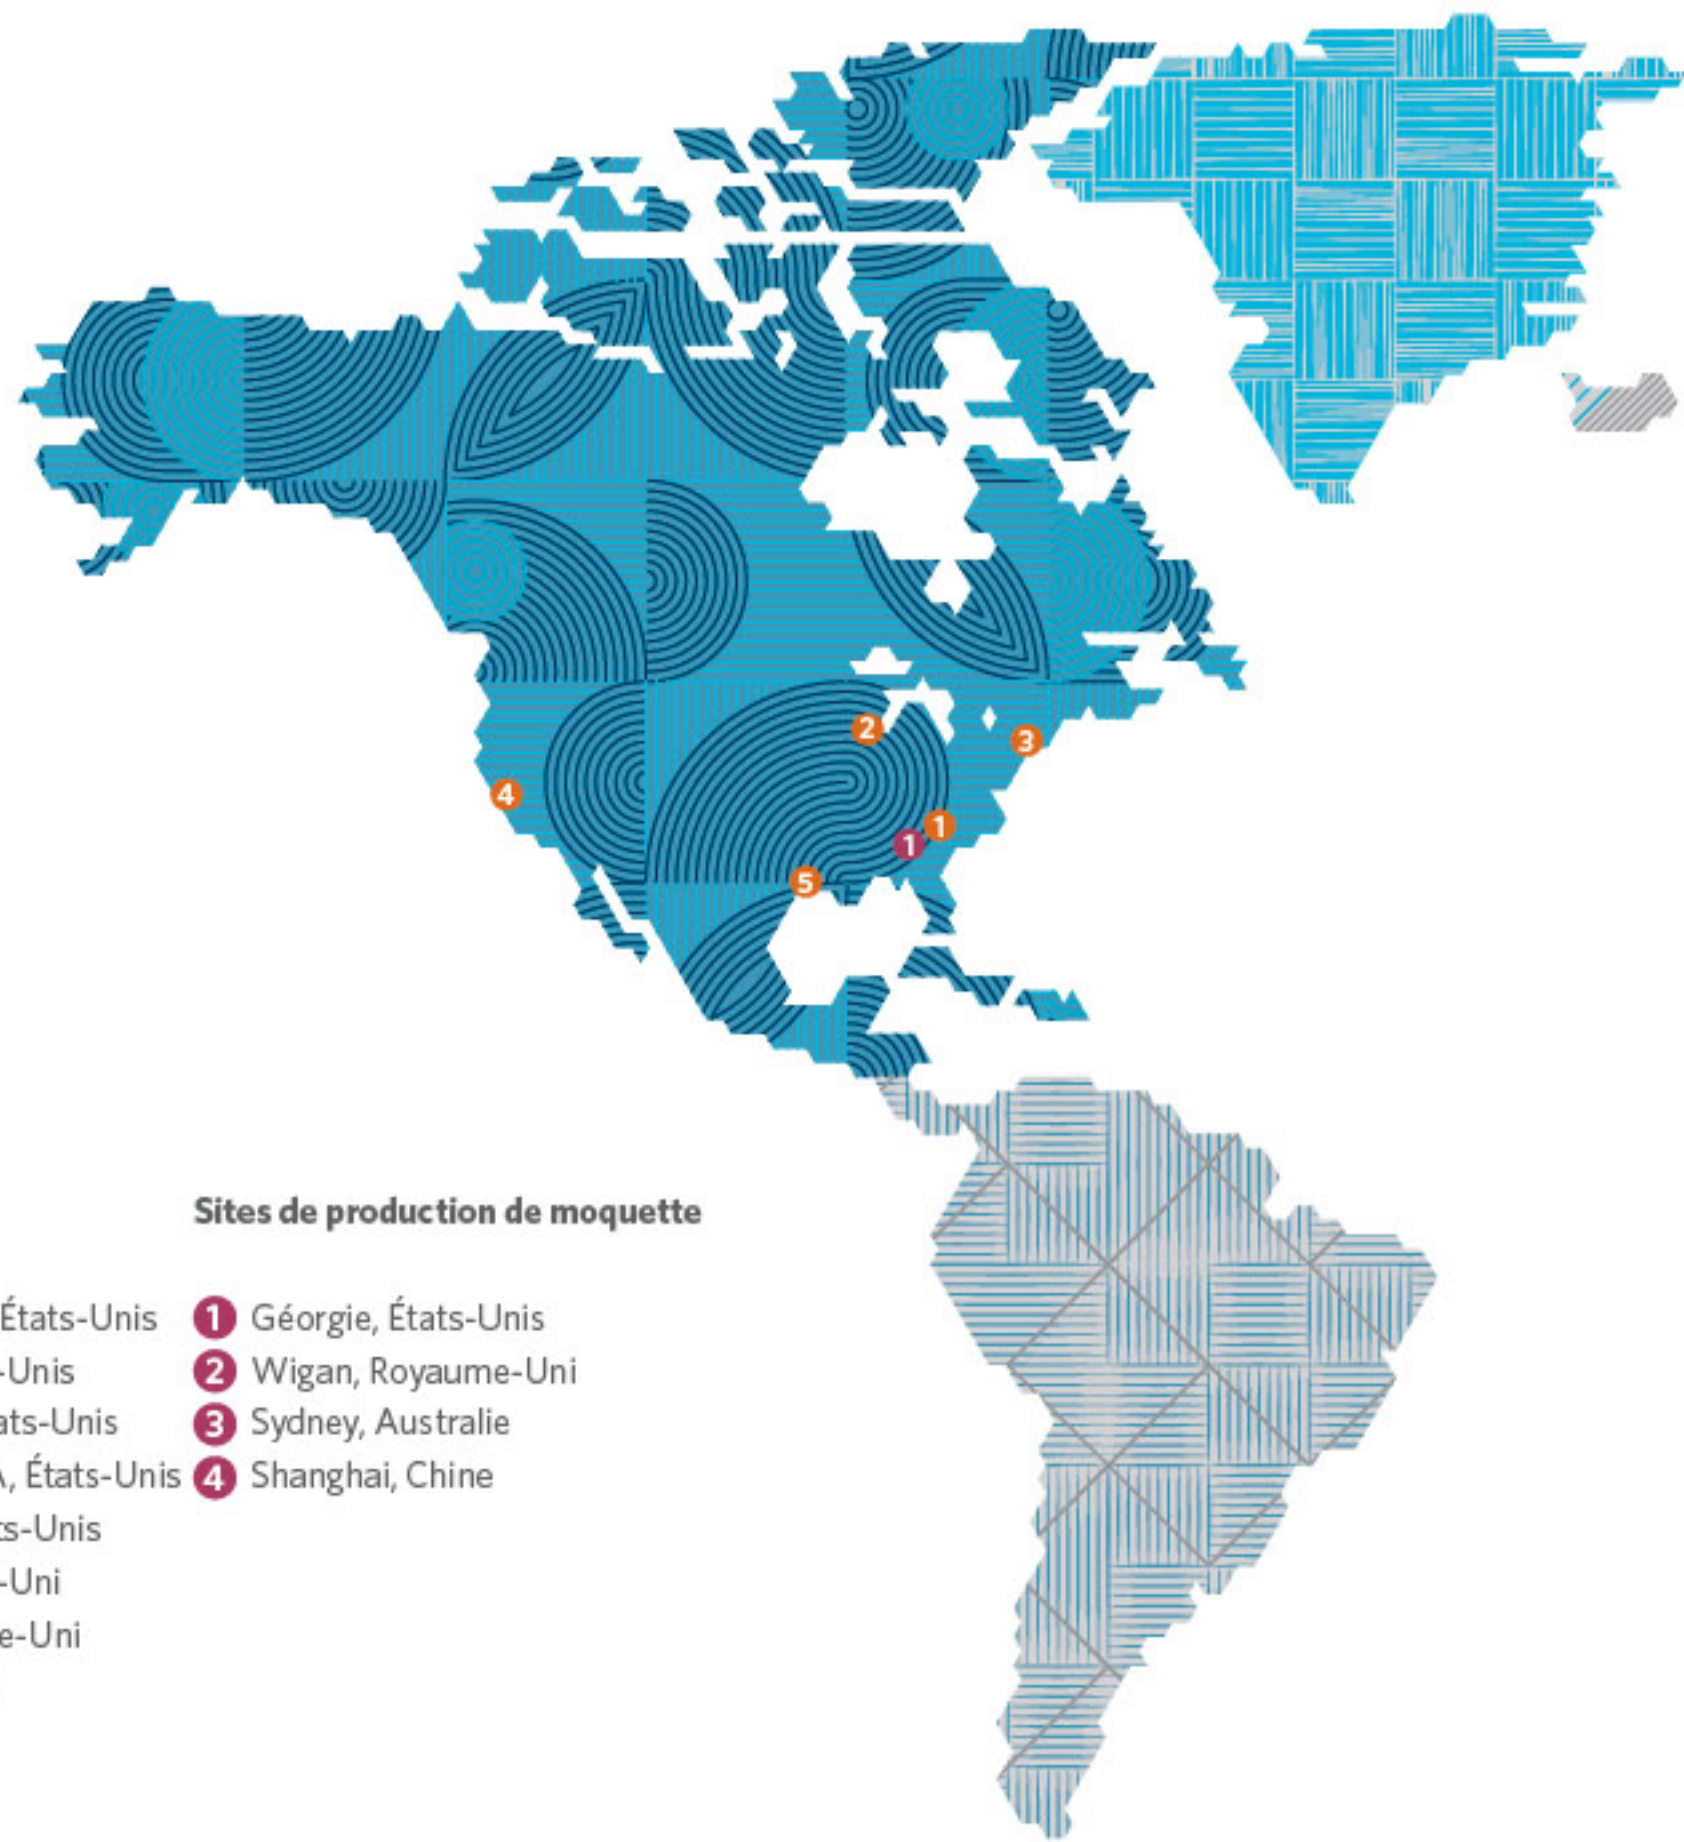 2
3
4
1
1
5
Sites de production de moquette
États-Unis 1 Géorgie, États-Unis
-Unis 2 Wigan, Royaume-Uni
ats-Unis 3 Sydney, Australie
, États-Unis 4 Shanghai, Chine
ts-Unis
-Uni
e-Uni